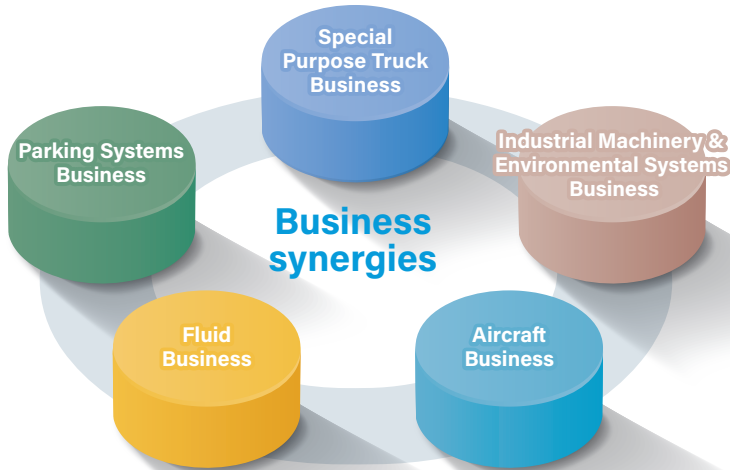 Special
Purpose Truck
Business
Parking Systems
Business
Industrial Machinery &
Environmental Systems
Business
Business
synergies
Fluid
Business
Aircraft
Business